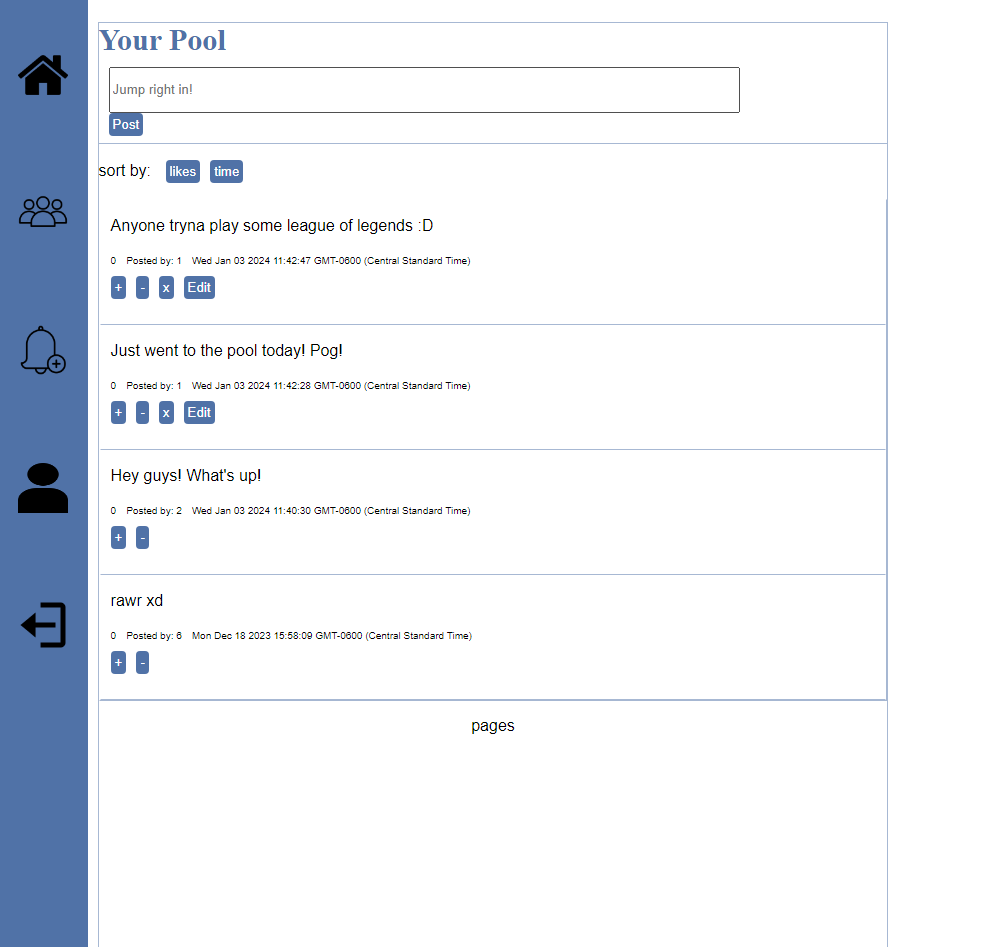 Your Pool
Jump right in!
Post
sort by: likes time
Anyone tryna play some league of legends :D
0 Posted by: 1 Wed Jan 03 2024 11:42:47 GMT-0600 (Central Standard Time)
+ - x Edit
Just went to the pool today! Pog!
0 Posted by: 1 Wed Jan 03 2024 11:42:28 GMT-0600 (Central Standard Time)
+ - x Edit
Hey guys! What's up!
0 Posted by: 2 Wed Jan 03 2024 11:40:30 GMT-0600 (Central Standard Time)
+ -
rawr xd
0 Posted by: 6 Mon Dec 18 2023 15:58:09 GMT-0600 (Central Standard Time)
+ -
pages